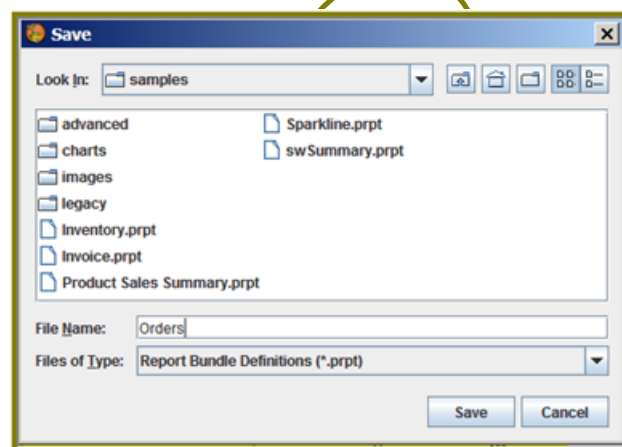 Save
Look In: samples
advanced
charts
images
legacy
Inventory.prpt
Invoice.prpt
Product Sales Summary.prpt
Sparkline.prpt
swSummary.prpt
File Name: Orders
Files of Type: Report Bundle Definitions (*.prpt)
Save Cancel